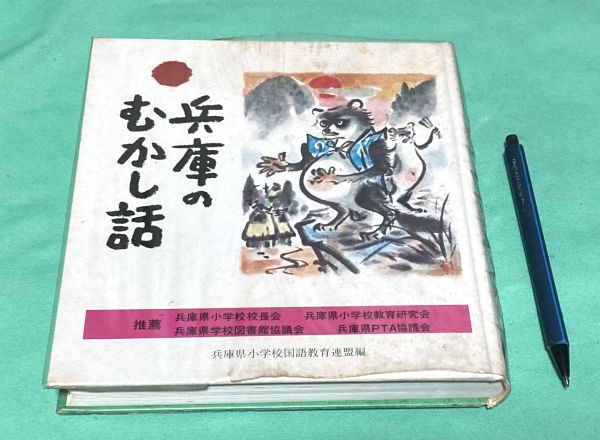 兵庫の
むかし話
推薦
兵庫県小学校校長会 兵庫県小学校教育研究会
兵庫県学校図書館協議会 兵庫県PTA協議会
兵庫県小学校国語教育連盟編